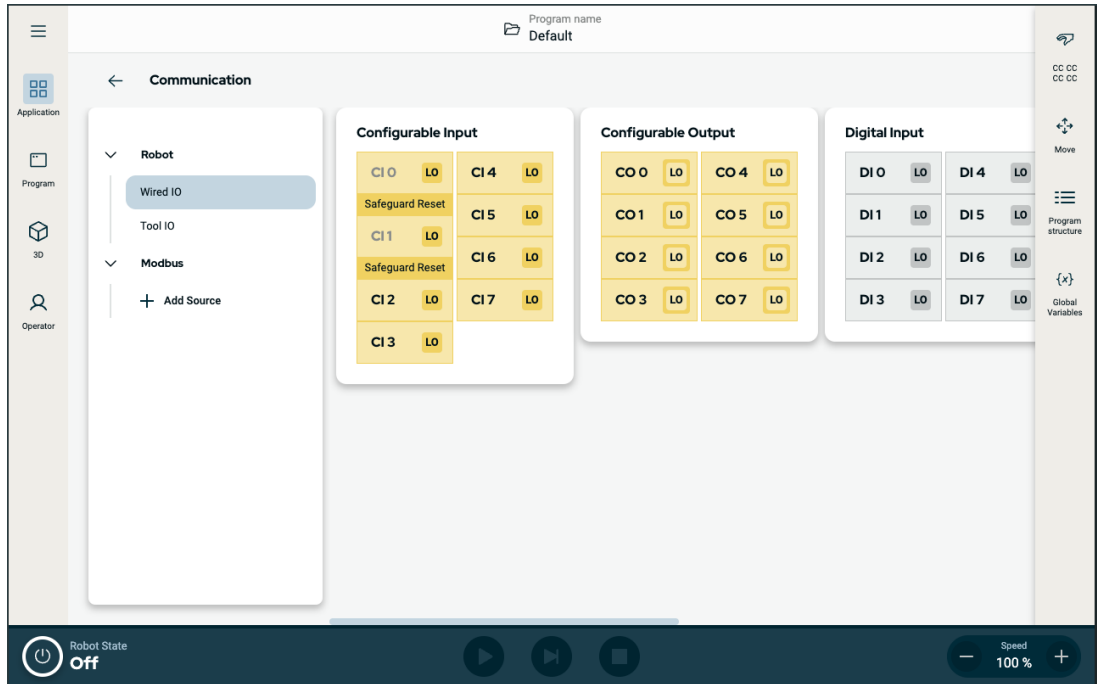 Program name
Default
Application
Program
3D
Operator
Communication
Robot
Wired IO
Tool IO
Modbus
Add Source
Configurable Input
CI 0 LO CI 4 LO
Safeguard Reset
CI 5 LO
CI 1 LO
CI 6 LO
Safeguard Reset
CI 2 LO CI 7 LO
CI 3 LO
Configurable Output
CO 0 LO CO 4 LO
CO 1 LO CO 5 LO
CO 2 LO CO 6 LO
CO 3 LO CO 7 LO
Digital Input
DI 0 LO DI 4 LO
DI 1 LO DI 5 LO
DI 2 LO DI 6 LO
DI 3 LO DI 7 LO
CC CC
CC CC
Move
Program
structure
{x}
Global
Variables
Robot State
Off
Speed
100 %